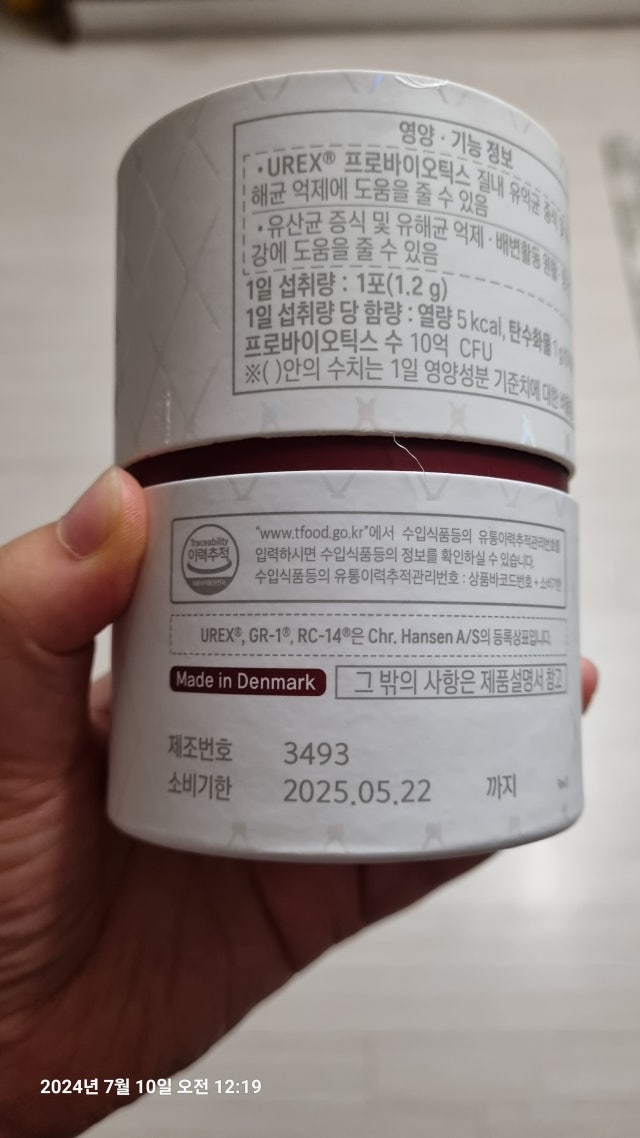 영양 · 기능 정보
·UREX® 프로바이오틱스 질내 유익균 증식
해균 억제에 도움을 줄 수 있음
·유산균 증식 및 유해균 억제 · 배변활동 원활
강에 도움을 줄 수 있음
1일 섭취량 : 1포(1.2 g)
1일 섭취량 당 함량 : 열량 5 kcal, 탄수화물 1 g
프로바이오틱스 수 10억 CFU
※( )안의 수치는 1일 영양성분 기준치에 대한
Traceability
이력추적
"www.tfood.go.kr"에서 수입식품등의 유통이력추적관리번호를
입력하시면 수입식품등의 정보를 확인하실 수 있습니다.
수입식품등의 유통이력추적관리번호 : 상품바코드번호 + 소비기한
UREX®, GR-1®, RC-14®은 Chr, Hansen A/S의 등록상표입니다.
Made in Denmark 그 밖의 사항은 제품설명서 참고
제조번호 3493
소비기한 2025.05.22 까지
2024년 7월 10일 오전 12:19